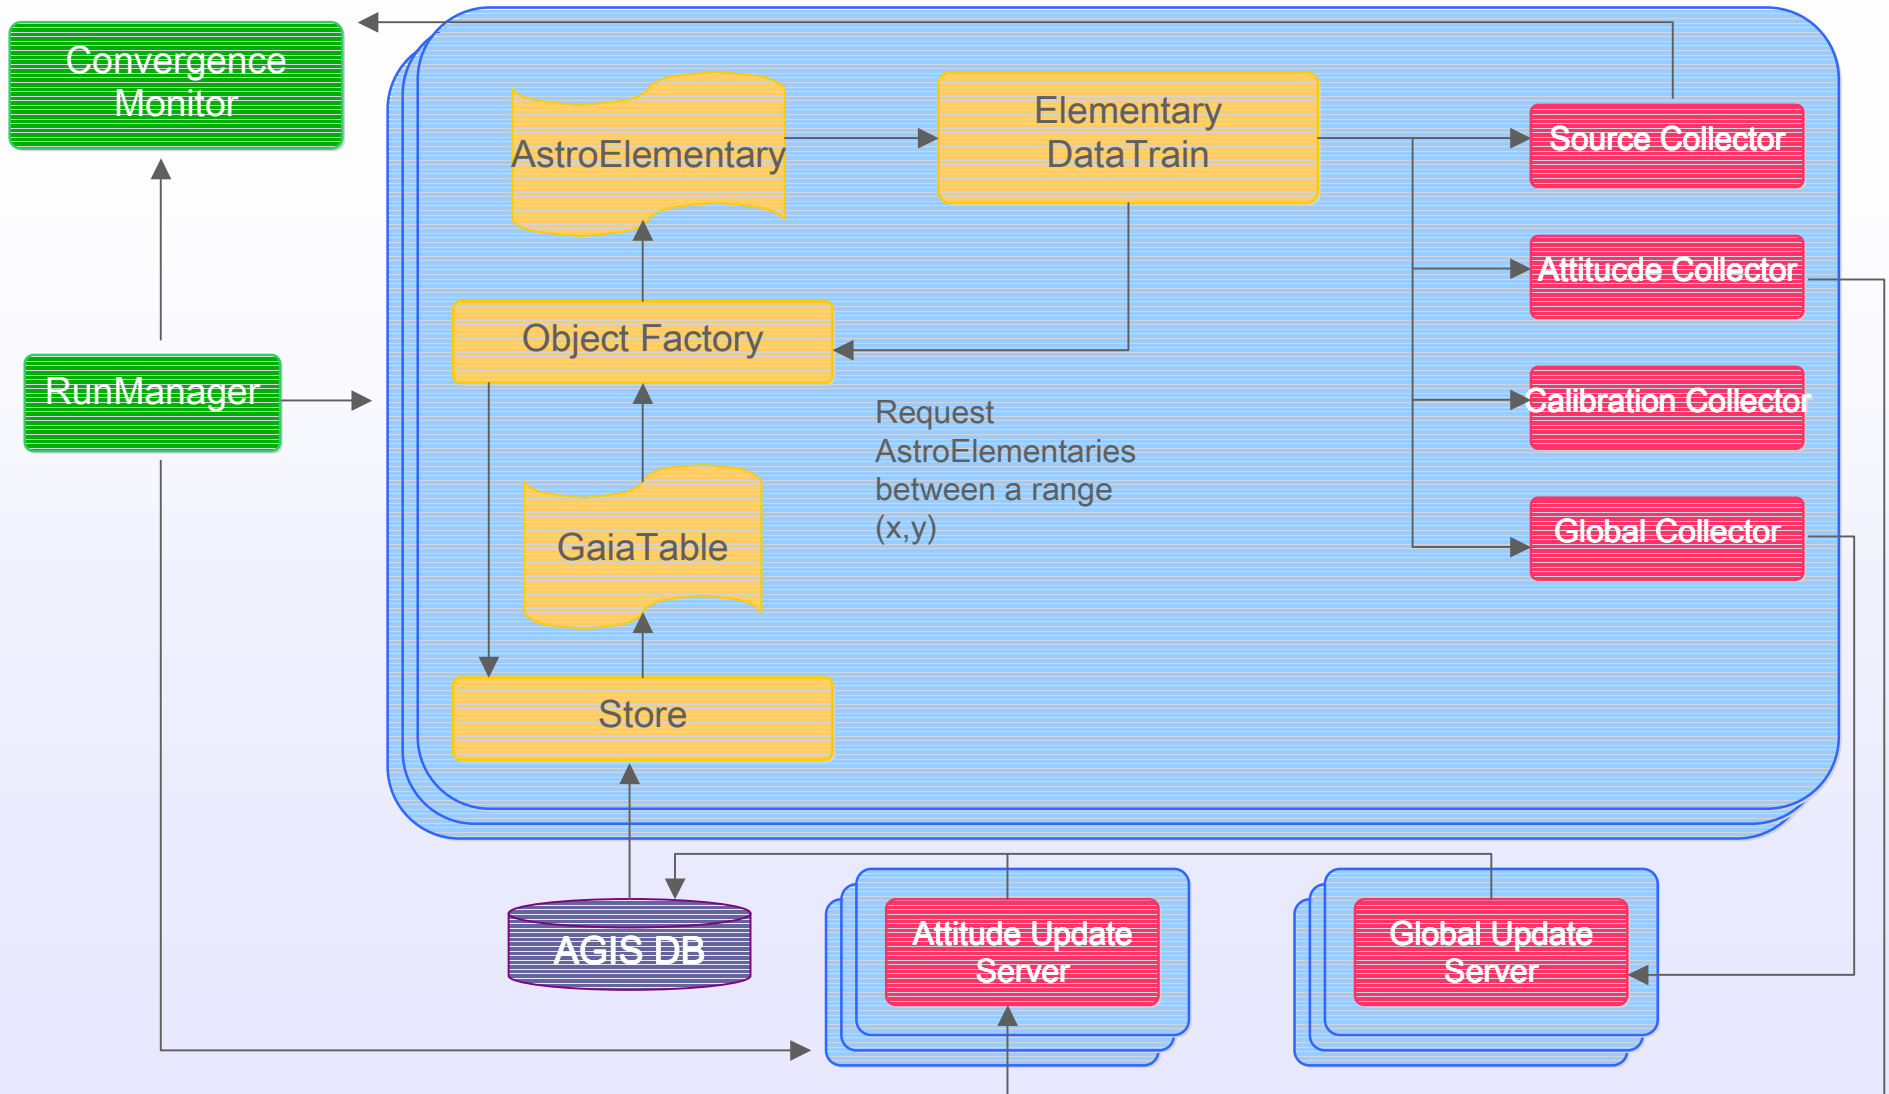 Convergence
Monitor
AstroElementary
Elementary
DataTrain
Source Collector
Attitucde Collector
Object Factory
RunManager
Calibration Collector
Request
AstroElementaries
between a range
(x,y)
GaiaTable
Global Collector
Store
AGIS DB
Attitude Update
Server
Global Update
Server